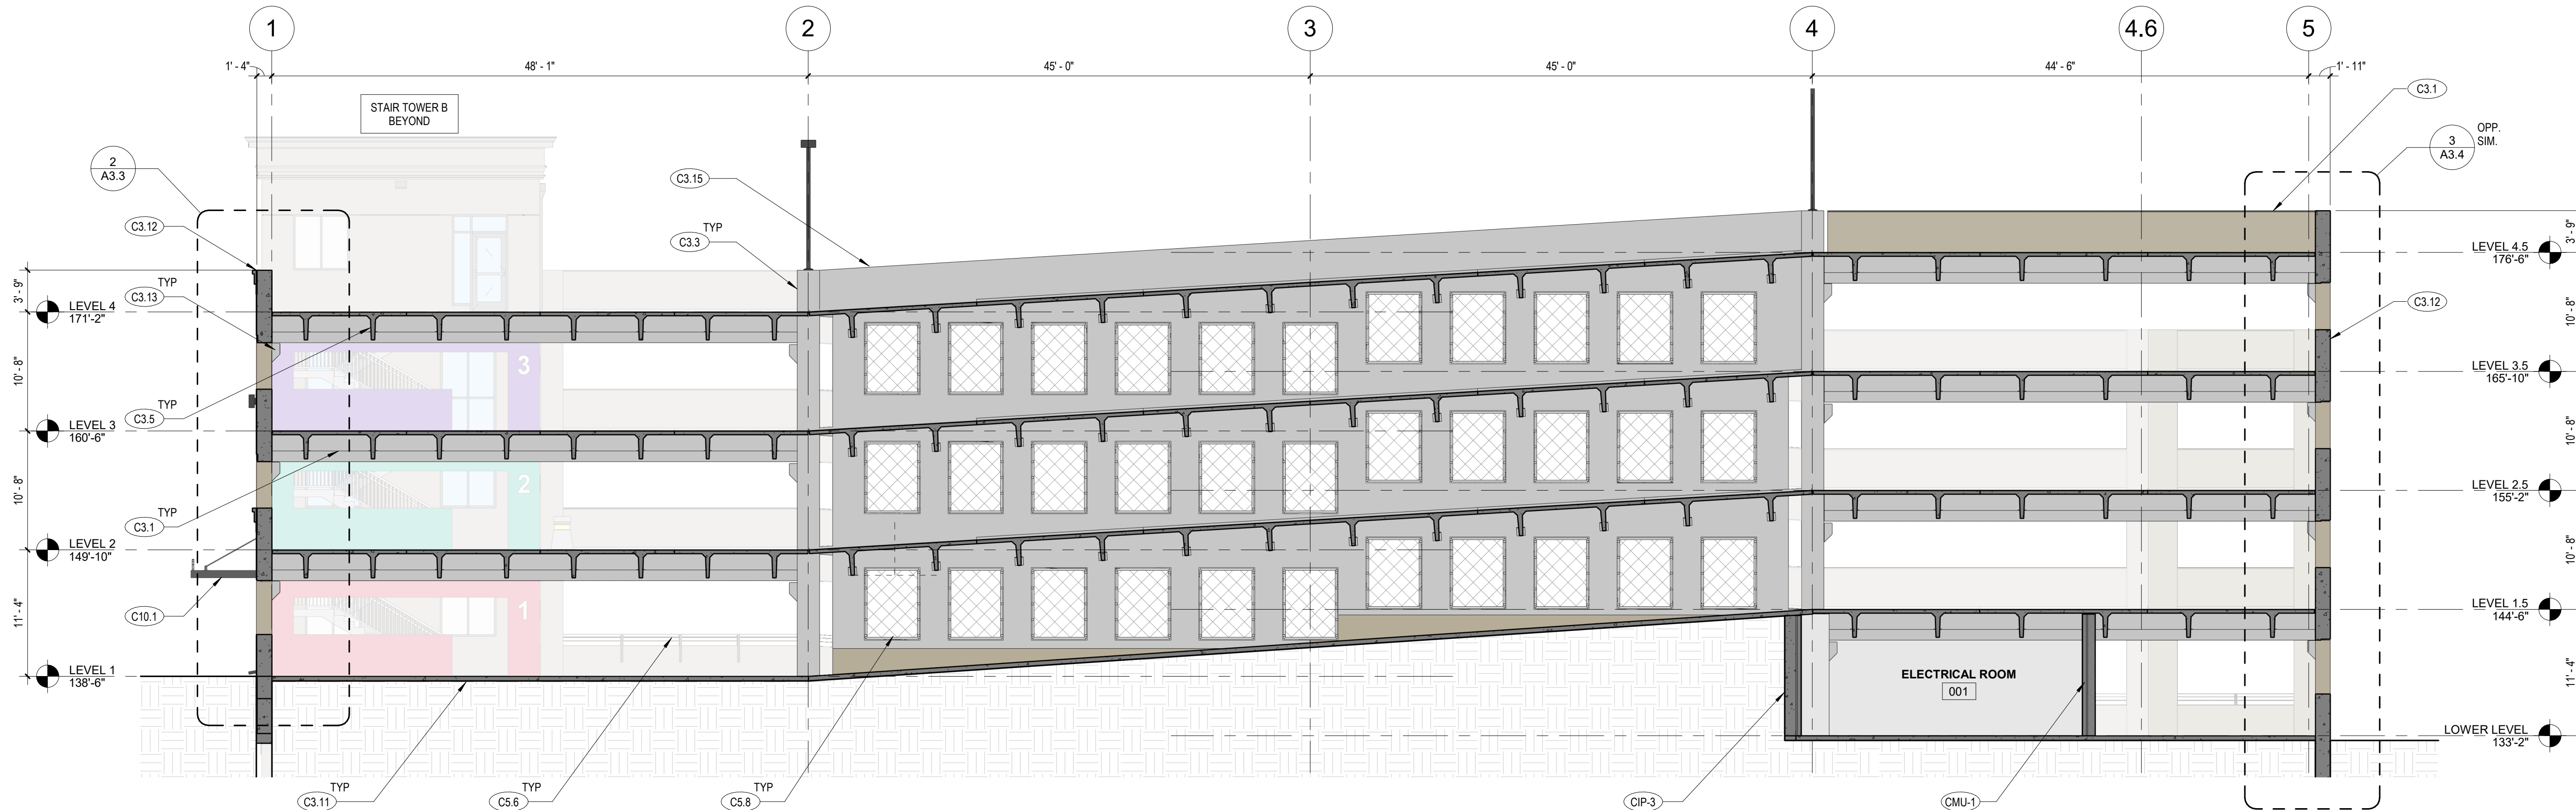 1
2
3
4
4.6
5
1' - 4"
48' - 1"
45' - 0"
45' - 0"
44' - 6"
1' - 11"
STAIR TOWER B
BEYOND
C3.1
2
A3.3
3
A3.4
OPP.
SIM.
C3.15
C3.12
TYP
C3.3
TYP
C3.13
3' - 9"
LEVEL 4
171'-2"
10' - 8"
TYP
C3.5
LEVEL 3
160'-6"
10' - 8"
TYP
C3.1
LEVEL 2
149'-10"
C10.1
11' - 4"
LEVEL 1
138'-6"
3
2
1
3' - 9"
LEVEL 4.5
176'-6"
C3.12
10' - 8"
LEVEL 3.5
165'-10"
10' - 8"
LEVEL 2.5
155'-2"
10' - 8"
LEVEL 1.5
144'-6"
11' - 4"
LOWER LEVEL
133'-2"
ELECTRICAL ROOM
001
TYP
C3.11
TYP
C5.6
TYP
C5.8
CIP-3
CMU-1